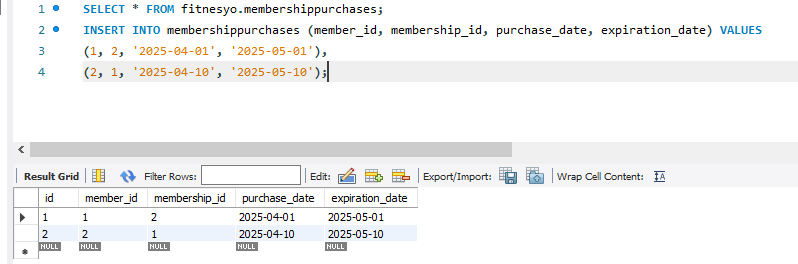 1 SELECT * FROM fitnesyo.membershippurchases;
2 INSERT INTO membershippurchases (member_id, membership_id, purchase_date, expiration_date) VALUES
3 (1, 2, '2025-04-01', '2025-05-01'),
4 (2, 1, '2025-04-10', '2025-05-10');
Result Grid Filter Rows: Edit: Export/Import: Wrap Cell Content: IA
id member_id membership_id purchase_date expiration_date
1 1 2 2025-04-01 2025-05-01
2 2 1 2025-04-10 2025-05-10
NULL NULL NULL NULL NULL